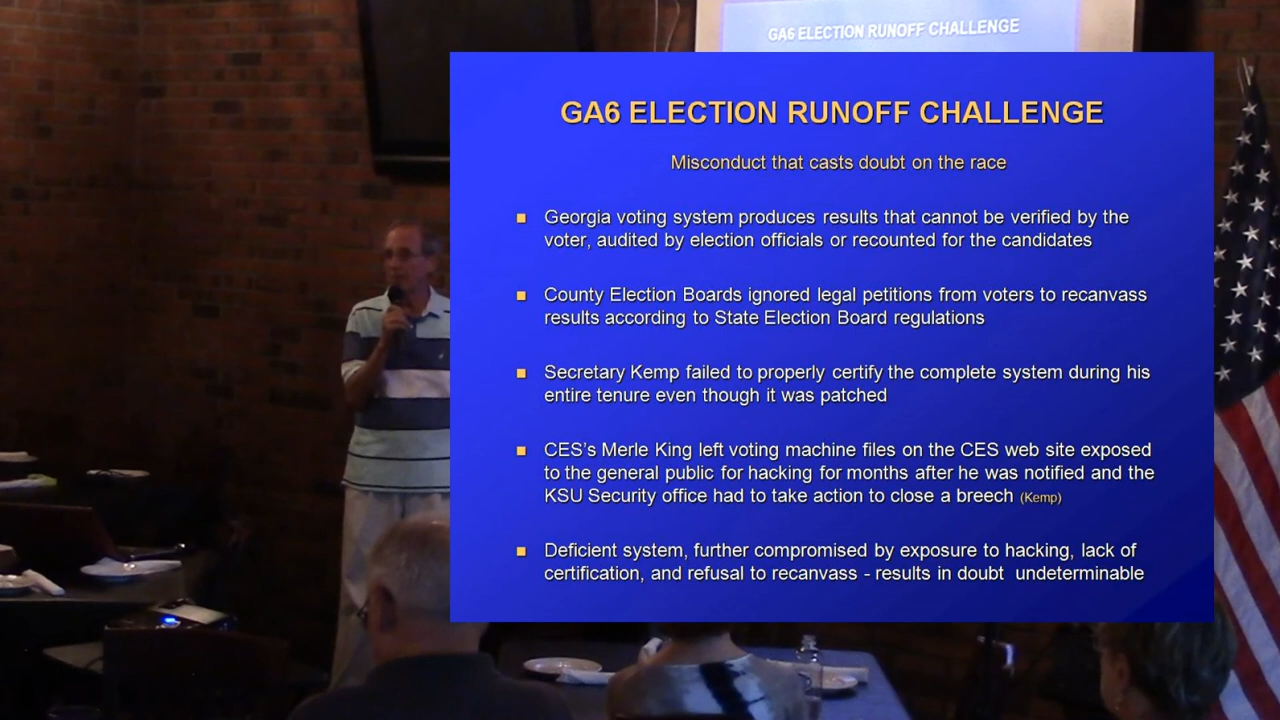 GA6 ELECTION RUNOFF CHALLENGE
GA6 ELECTION RUNOFF CHALLENGE
Misconduct that casts doubt on the race
Georgia voting system produces results that cannot be verified by the
voter, audited by election officials or recounted for the candidates
County Election Boards ignored legal petitions from voters to recanvass
results according to State Election Board regulations
Secretary Kemp failed to properly certify the complete system during his
entire tenure even though it was patched
CES's Merle King left voting machine files on the CES web site exposed
to the general public for hacking for months after he was notified and the
KSU Security office had to take action to close a breech (Kemp)
Deficient system, further compromised by exposure to hacking, lack of
certification, and refusal to recanvass - results in doubt undeterminable